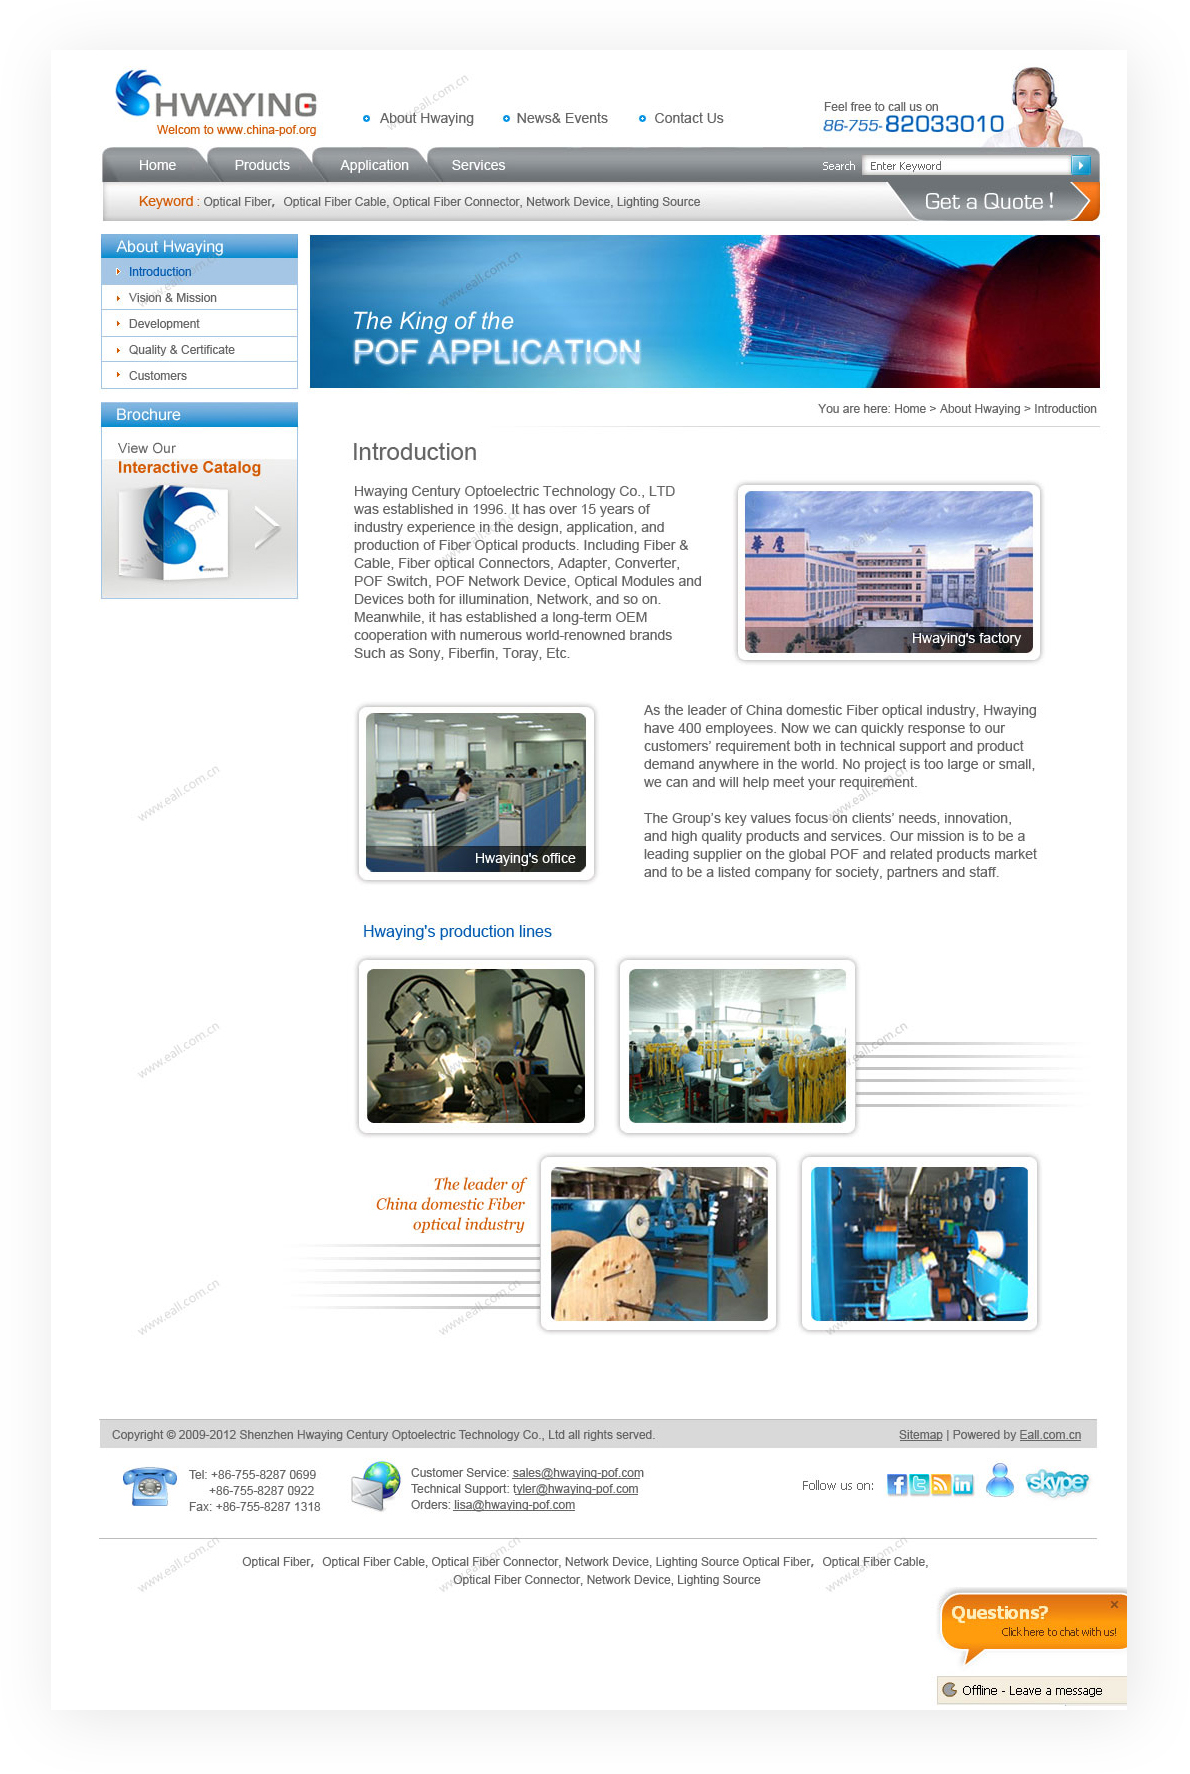 HWAYING
Welcom to www.china-pof.org
About Hwaying
News& Events
Contact Us
Feel free to call us on
86-755-82033010
Home
Products
Application
Services
Search
Enter Keyword
Keyword : Optical Fiber, Optical Fiber Cable, Optical Fiber Connector, Network Device, Lighting Source
Get a Quote !
About Hwaying
Introduction
Vision & Mission
Development
Quality & Certificate
Customers
The King of the
POF APPLICATION
You are here: Home > About Hwaying > Introduction
Brochure
View Our
Interactive Catalog
HWAYING
Introduction
Hwaying Century Optoelectric Technology Co., LTD
was established in 1996. It has over 15 years of
industry experience in the design, application, and
production of Fiber Optical products. Including Fiber &
Cable, Fiber optical Connectors, Adapter, Converter,
POF Switch, POF Network Device, Optical Modules and
Devices both for illumination, Network, and so on.
Meanwhile, it has established a long-term OEM
cooperation with numerous world-renowned brands
Such as Sony, Fiberfin, Toray, Etc.
華鹰
Hwaying's factory
Hwaying's office
As the leader of China domestic Fiber optical industry, Hwaying
have 400 employees. Now we can quickly response to our
customers' requirement both in technical support and product
demand anywhere in the world. No project is too large or small,
we can and will help meet your requirement.
The Group's key values focus on clients' needs, innovation,
and high quality products and services. Our mission is to be a
leading supplier on the global POF and related products market
and to be a listed company for society, partners and staff.
Hwaying's production lines
The leader of
China domestic Fiber
optical industry
Copyright © 2009-2012 Shenzhen Hwaying Century Optoelectric Technology Co., Ltd all rights served.
Sitemap | Powered by Eall.com.cn
Tel: +86-755-8287 0699
+86-755-8287 0922
Fax: +86-755-8287 1318
Customer Service: sales@hwaying-pof.com
Technical Support: tyler@hwaying-pof.com
Orders: lisa@hwaying-pof.com
Follow us on:
skype
Optical Fiber, Optical Fiber Cable, Optical Fiber Connector, Network Device, Lighting Source Optical Fiber, Optical Fiber Cable,
Optical Fiber Connector, Network Device, Lighting Source
Questions?
Click here to chat with us!
Offline - Leave a message
www.eall.com.cn